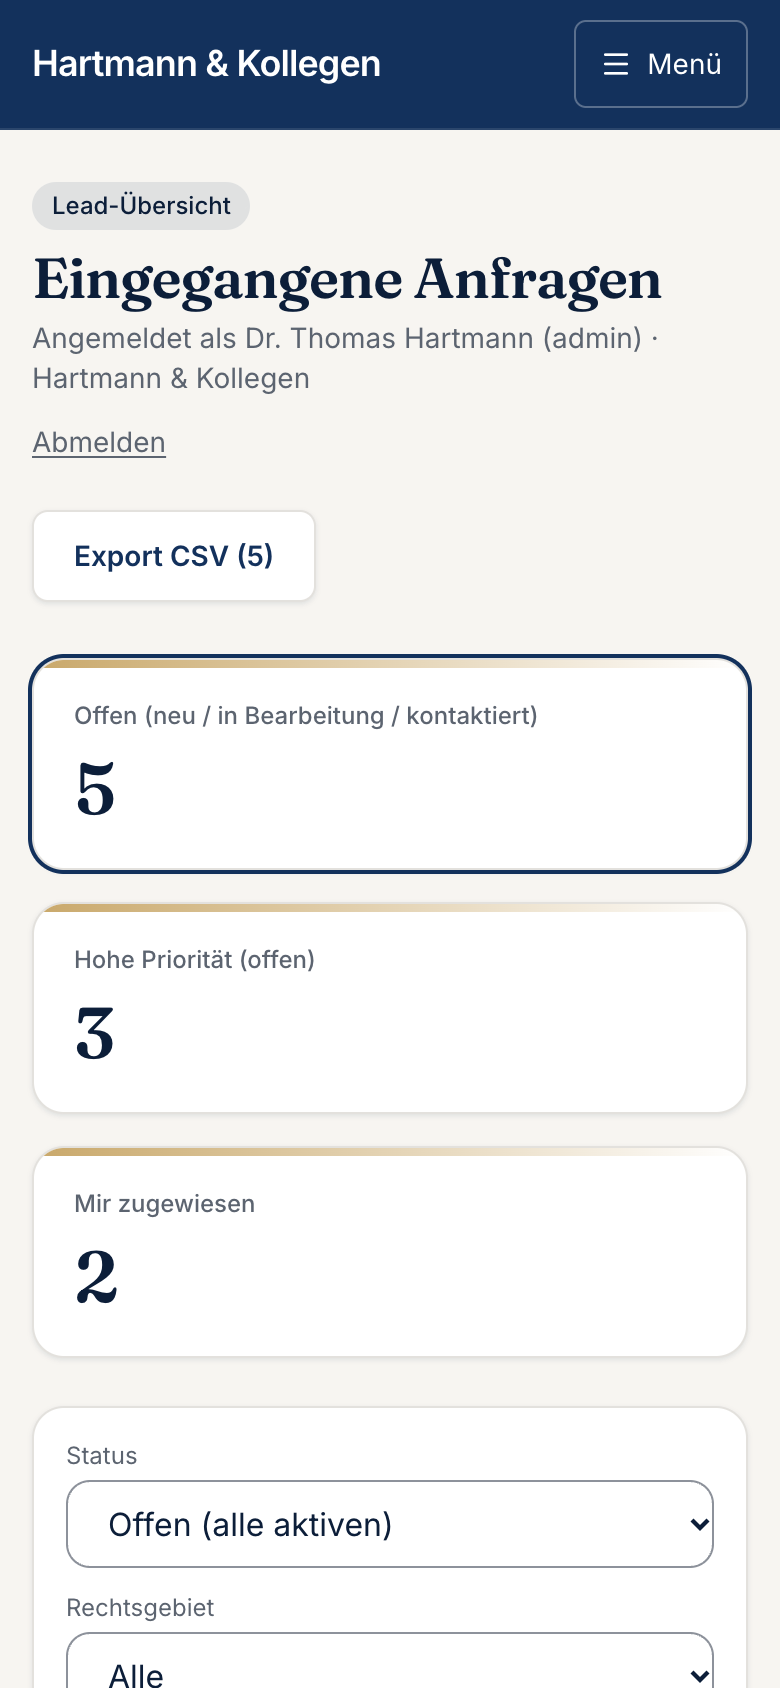 Hartmann & Kollegen
Menü
Lead-Übersicht
Eingegangene Anfragen
Angemeldet als Dr. Thomas Hartmann (admin) ·
Hartmann & Kollegen
Abmelden
Export CSV (5)
Offen (neu / in Bearbeitung / kontaktiert)
5
Hohe Priorität (offen)
3
Mir zugewiesen
2
Status
Offen (alle aktiven)
Rechtsgebiet
Alle